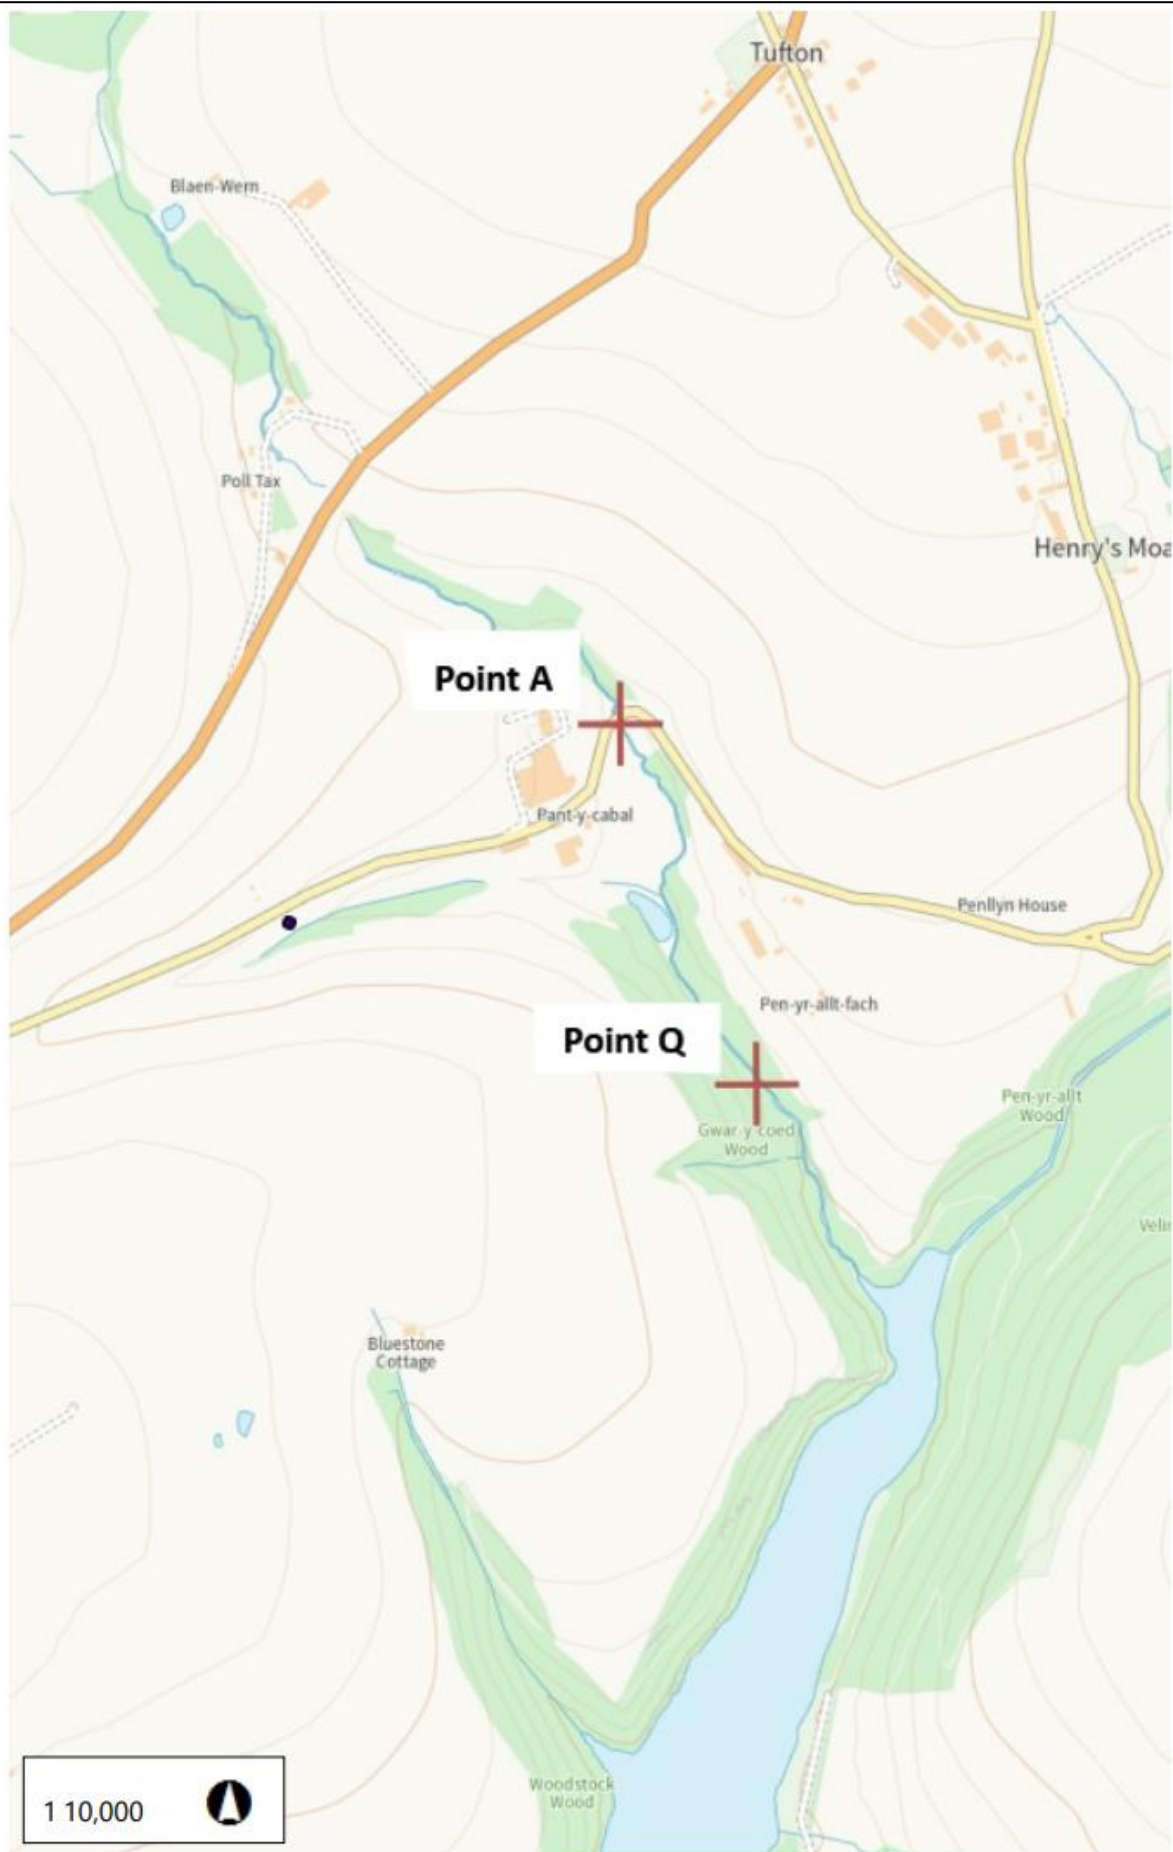 Tufton
Blaen-Wern
Poll Tax
Henry's Moa
Point A
Pant-y-cabal
Penllyn House
Pen-yr-allt-fach
Point Q
Pen-yr-allt
Wood
Gwar-y-coed
Wood
Velin
Bluestone
Cottage
Woodstock
Wood
1 10,000